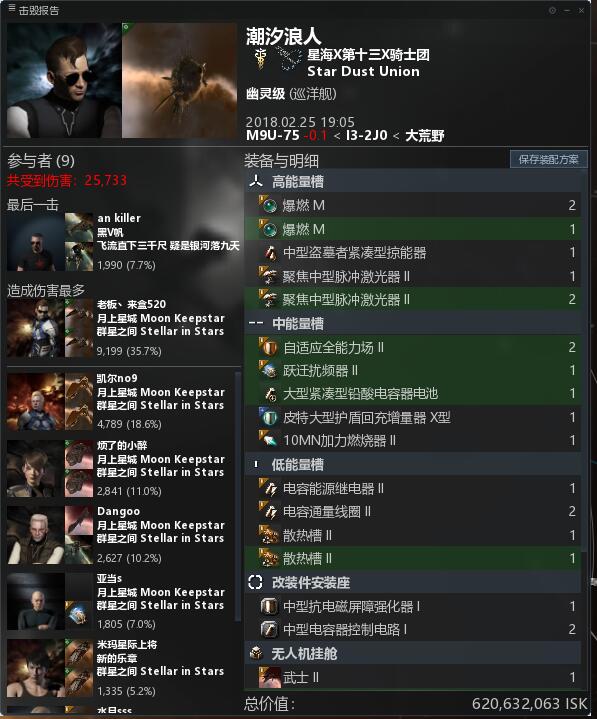 击毁报告
潮汐浪人
星海X第十三X骑士团
Star Dust Union
幽灵级 (巡洋舰)
2018.02.25 19:05
M9U-75 -0.1 < I3-2J0 < 大荒野
参与者 (9)
共受到伤害: 25,733
最后一击
an killer
黑V帆
飞流直下三千尺 疑是银河落九天
1,990 (7.7%)
造成伤害最多
老板丶来盒520
月上星城 Moon Keepstar
群星之间 Stellar in Stars
9,199 (35.7%)
凯尔no9
月上星城 Moon Keepstar
群星之间 Stellar in Stars
4,789 (18.6%)
烦了的小醉
月上星城 Moon Keepstar
群星之间 Stellar in Stars
2,841 (11.0%)
Dangoo
月上星城 Moon Keepstar
群星之间 Stellar in Stars
2,627 (10.2%)
亚当s
月上星城 Moon Keepstar
群星之间 Stellar in Stars
1,805 (7.0%)
米玛星际上将
新的乐章
群星之间 Stellar in Stars
1,335 (5.2%)
装备与明细
保存装配方案
高能量槽
爆燃 M 2
爆燃 M 1
中型盗墓者紧凑型掠能器 1
聚焦中型脉冲激光器 II 1
聚焦中型脉冲激光器 II 2
中能量槽
自适应全能力场 II 2
跃迁扰频器 II 1
大型紧凑型铅酸电容器电池 1
皮特大型护盾回充增量器 X型 1
10MN加力燃烧器 II 1
低能量槽
电容能源继电器 II 1
电容通量线圈 II 2
散热槽 II 1
散热槽 II 1
改装件安装座
中型抗电磁屏障强化器 I 1
中型电容器控制电路 I 2
无人机挂舱
武士 II 1
总价值: 620,632,063 ISK